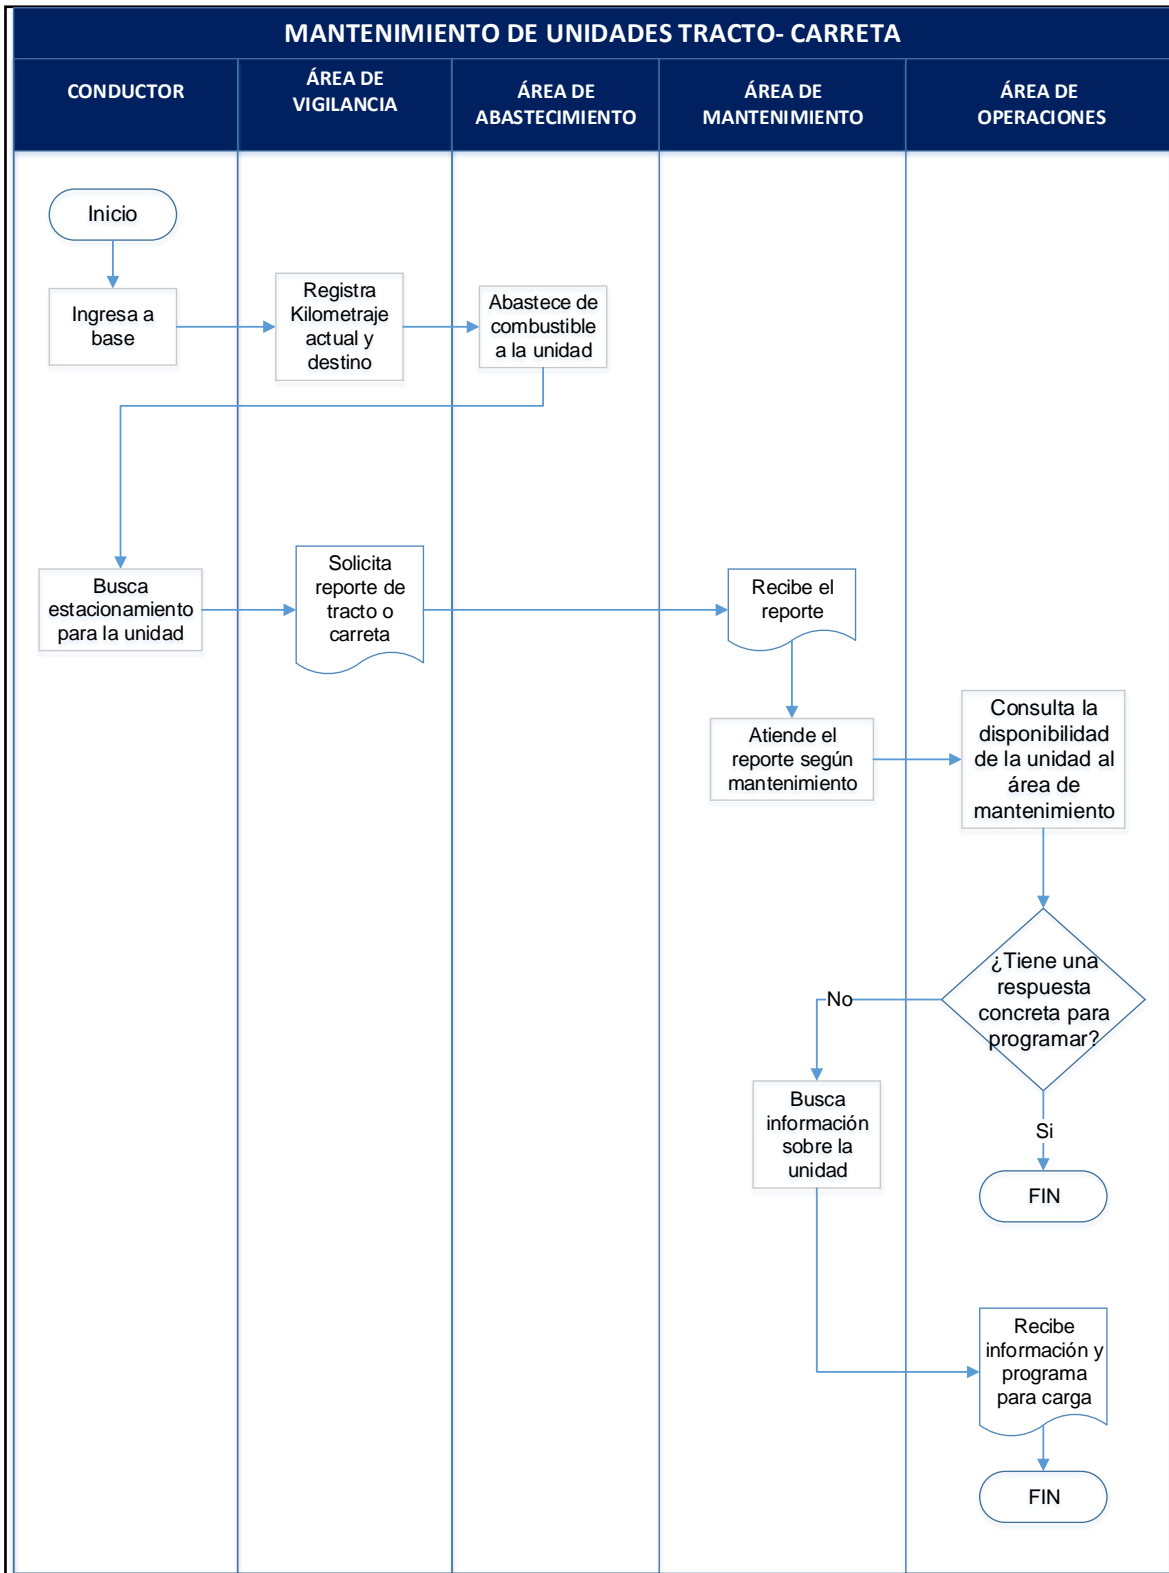 MANTENIMIENTO DE UNIDADES TRACTO- CARRETA
CONDUCTOR
ÁREA DE
VIGILANCIA
ÁREA DE
ABASTECIMIENTO
ÁREA DE
MANTENIMIENTO
ÁREA DE
OPERACIONES
Inicio
Ingresa a
base
Registra
Kilometraje
actual y
destino
Abastece de
combustible
a la unidad
Busca
estacionamiento
para la unidad
Solicita
reporte de
tracto o
carreta
Recibe el
reporte
Atiende el
reporte según
mantenimiento
Consulta la
disponibilidad
de la unidad al
área de
mantenimiento
¿Tiene una
respuesta
concreta para
programar?
No
Busca
información
sobre la
unidad
Si
FIN
Recibe
información y
programa
para carga
FIN